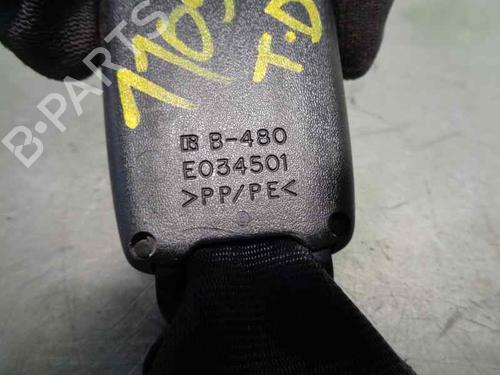 B-PARTS
T.D
B-480
E034501
>PP/PE<